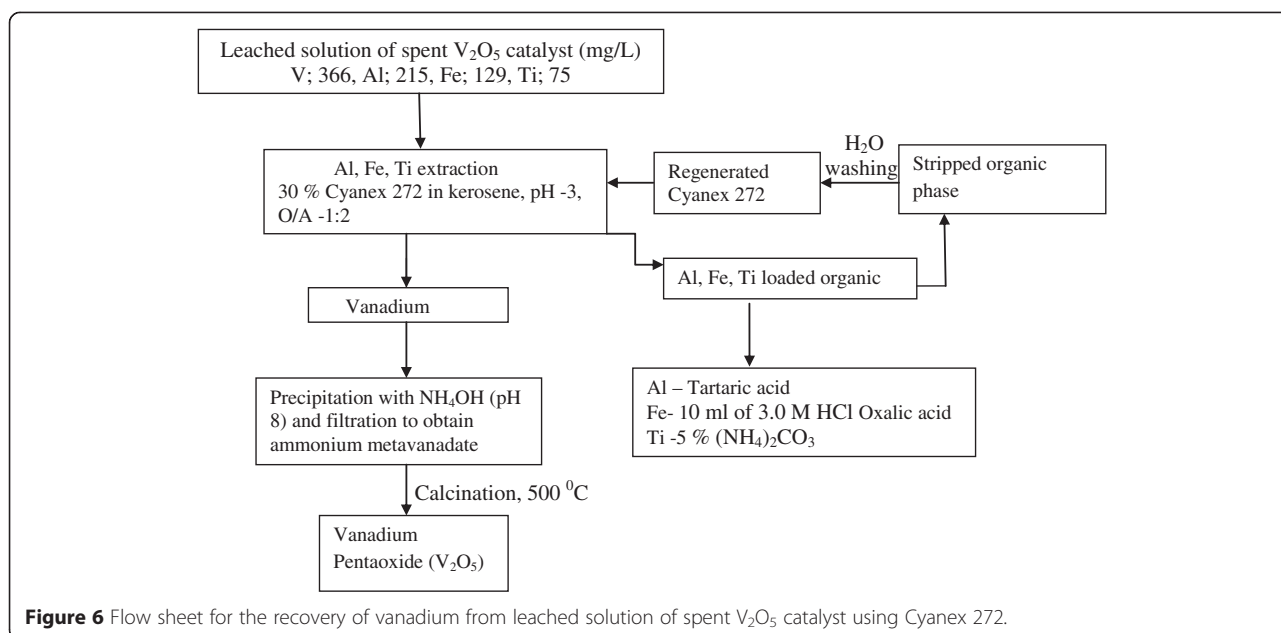 Leached solution of spent V₂O₅ catalyst (mg/L)
V; 366, Al; 215, Fe; 129, Ti; 75
Al, Fe, Ti extraction
30 % Cyanex 272 in kerosene, pH -3,
O/A -1:2
Regenerated
Cyanex 272
H₂O
washing
Stripped organic
phase
Al, Fe, Ti loaded organic
Vanadium
Al – Tartaric acid
Fe- 10 ml of 3.0 M HCl Oxalic acid
Ti -5 % (NH₄)₂CO₃
Precipitation with NH₄OH (pH
8) and filtration to obtain
ammonium metavanadate
Calcination, 500 ⁰C
Vanadium
Pentaoxide (V₂O₅)
Figure 6 Flow sheet for the recovery of vanadium from leached solution of spent V₂O₅ catalyst using Cyanex 272.